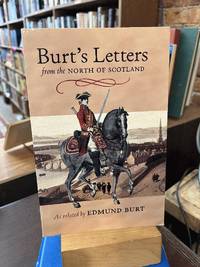 Burt's Letters
from the NORTH OF SCOTLAND
As related by EDMUND BURT